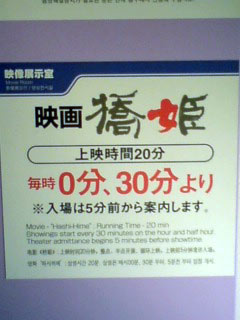 映像展示室
Movie Room
映画 橋姫
上映時間20分
毎時0分、30分より
※入場は5分前から案内します。
Movie - "Hashi-Hime", Running Time - 20 min
Showings start every 30 minutes on the hour and half hour
Theater admittance begins 5 minutes before showtime